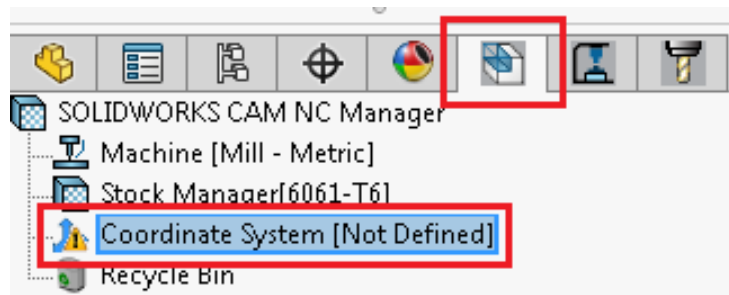 SOLIDWORKS CAM NC Manager
Machine [Mill - Metric]
Stock Manager[6061-T6]
Coordinate System [Not Defined]
Recycle Bin